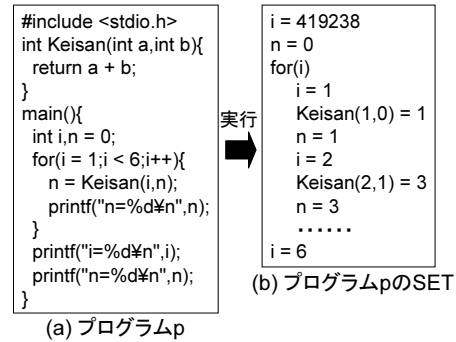 #include <stdio.h>
int Keisan(int a,int b){
return a + b;
}
main(){
int i,n = 0;
for(i = 1;i < 6;i++){
n = Keisan(i,n);
printf("n=%d¥n",n);
}
printf("i=%d¥n",i);
printf("n=%d¥n",n);
}
(a) プログラムp
実行
i = 419238
n = 0
for(i)
i = 1
Keisan(1,0) = 1
n = 1
i = 2
Keisan(2,1) = 3
n = 3
・・・・・・
i = 6
(b) プログラムpのSET